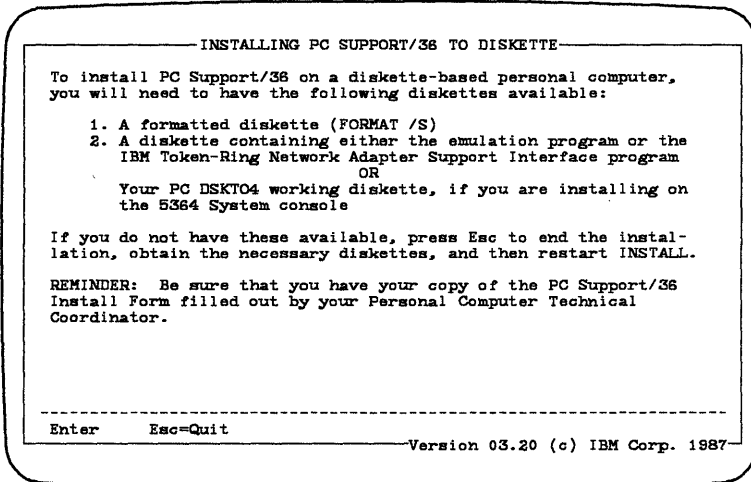 INSTALLING PC SUPPORT/36 TO DISKETTE
To install PC Support/36 on a diskette-based personal computer,
you will need to have the following diskettes available:
1. A formatted diskette (FORMAT /S)
2. A diskette containing either the emulation program or the
IBM Token-Ring Network Adapter Support Interface program
OR
Your PC DSKT04 working diskette, if you are installing on
the 5364 System console
If you do not have these available, press Esc to end the instal-
lation, obtain the necessary diskettes, and then restart INSTALL.
REMINDER: Be sure that you have your copy of the PC Support/36
Install Form filled out by your Personal Computer Technical
Coordinator.
Enter Esc=Quit
Version 03.20 (c) IBM Corp. 1987